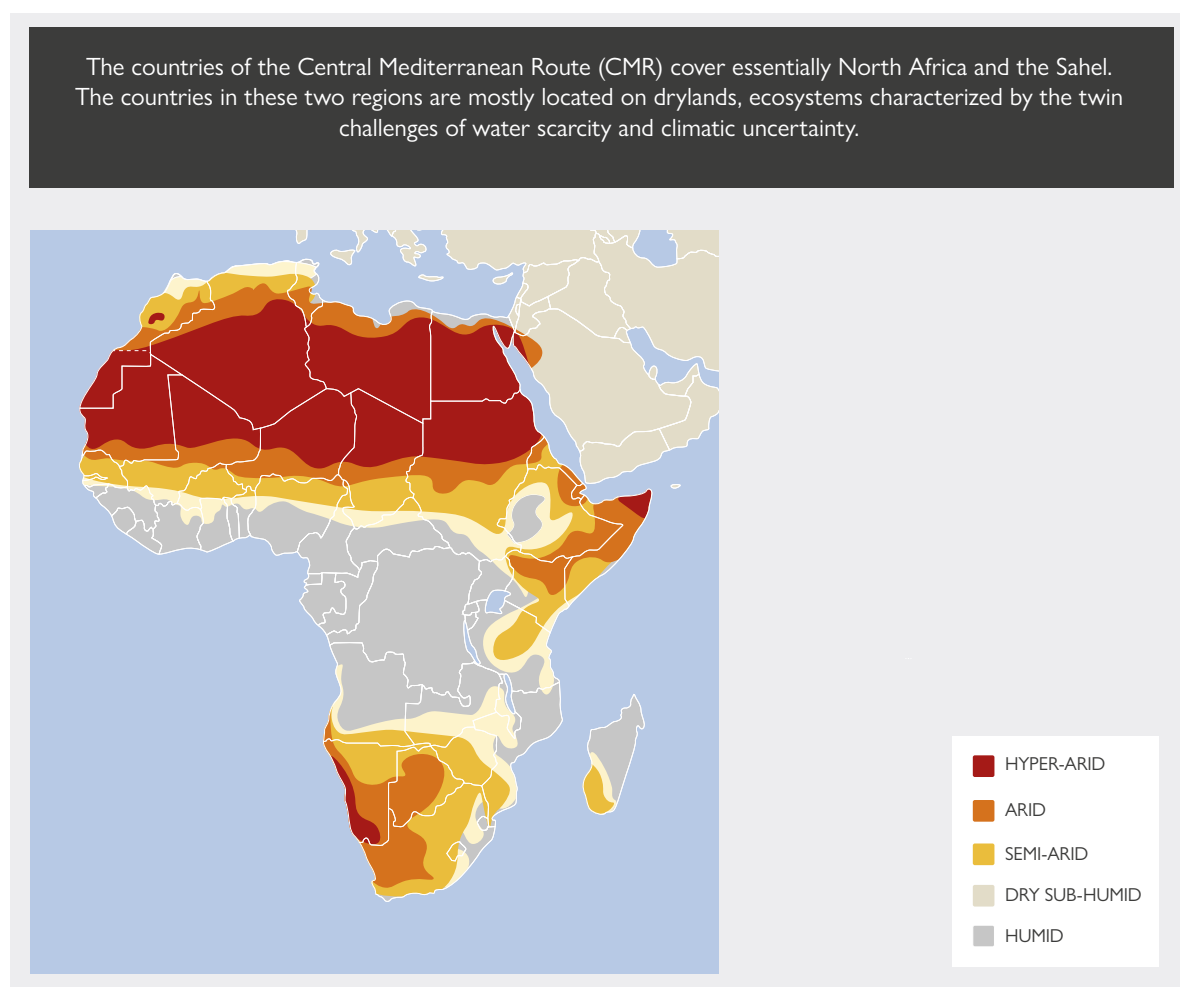 The countries of the Central Mediterranean Route (CMR) cover essentially North Africa and the Sahel.
The countries in these two regions are mostly located on drylands, ecosystems characterized by the twin
challenges of water scarcity and climatic uncertainty.
HYPER-ARID
ARID
SEMI-ARID
DRY SUB-HUMID
HUMID